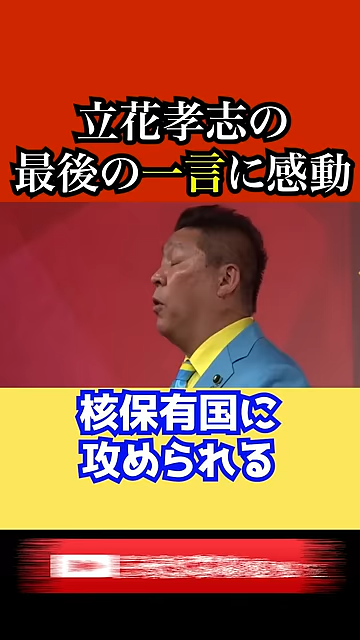 立花孝志の
最後の一言に感動
核保有国に
攻められる